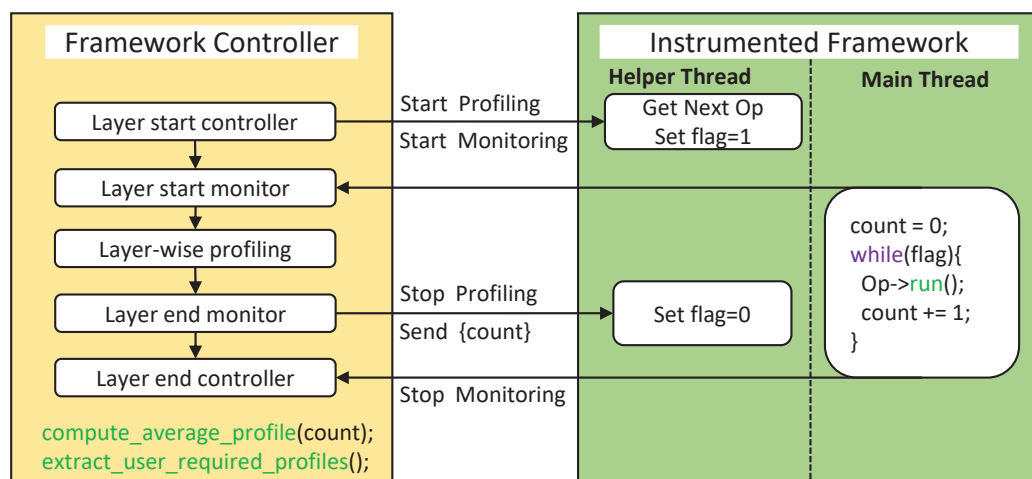 Framework Controller
Layer start controller
Layer start monitor
Layer-wise profiling
Layer end monitor
Layer end controller
compute_average_profile(count);
extract_user_required_profiles();
Start Profiling
Start Monitoring
Stop Profiling
Send {count}
Stop Monitoring
Instrumented Framework
Helper Thread
Main Thread
Get Next Op
Set flag=1
Set flag=0
count = 0;
while(flag){
Op->run();
count += 1;
}